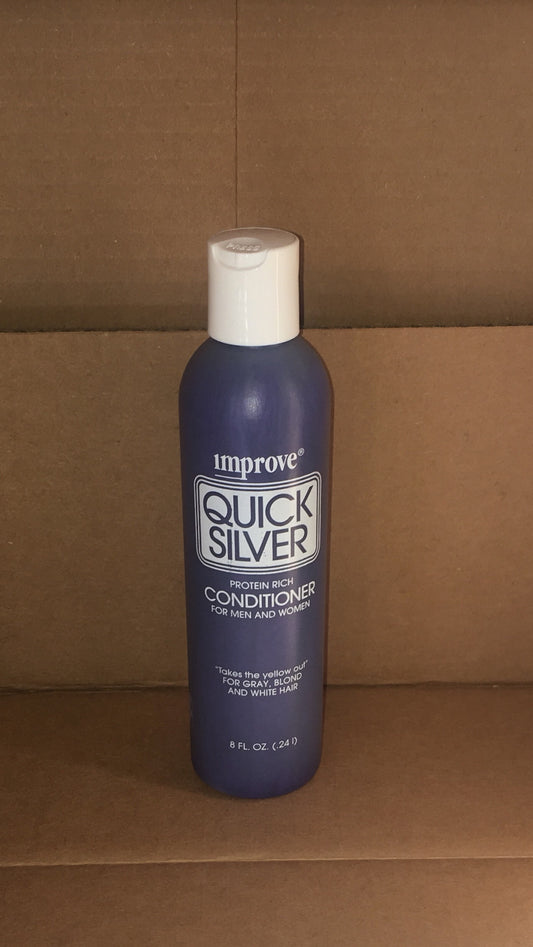 PRESS
improve®
QUICK
SILVER
PROTEIN RICH
CONDITIONER
FOR MEN AND WOMEN
"Takes the yellow out"
FOR GRAY, BLOND
AND WHITE HAIR
8 FL. OZ. (.24 l)